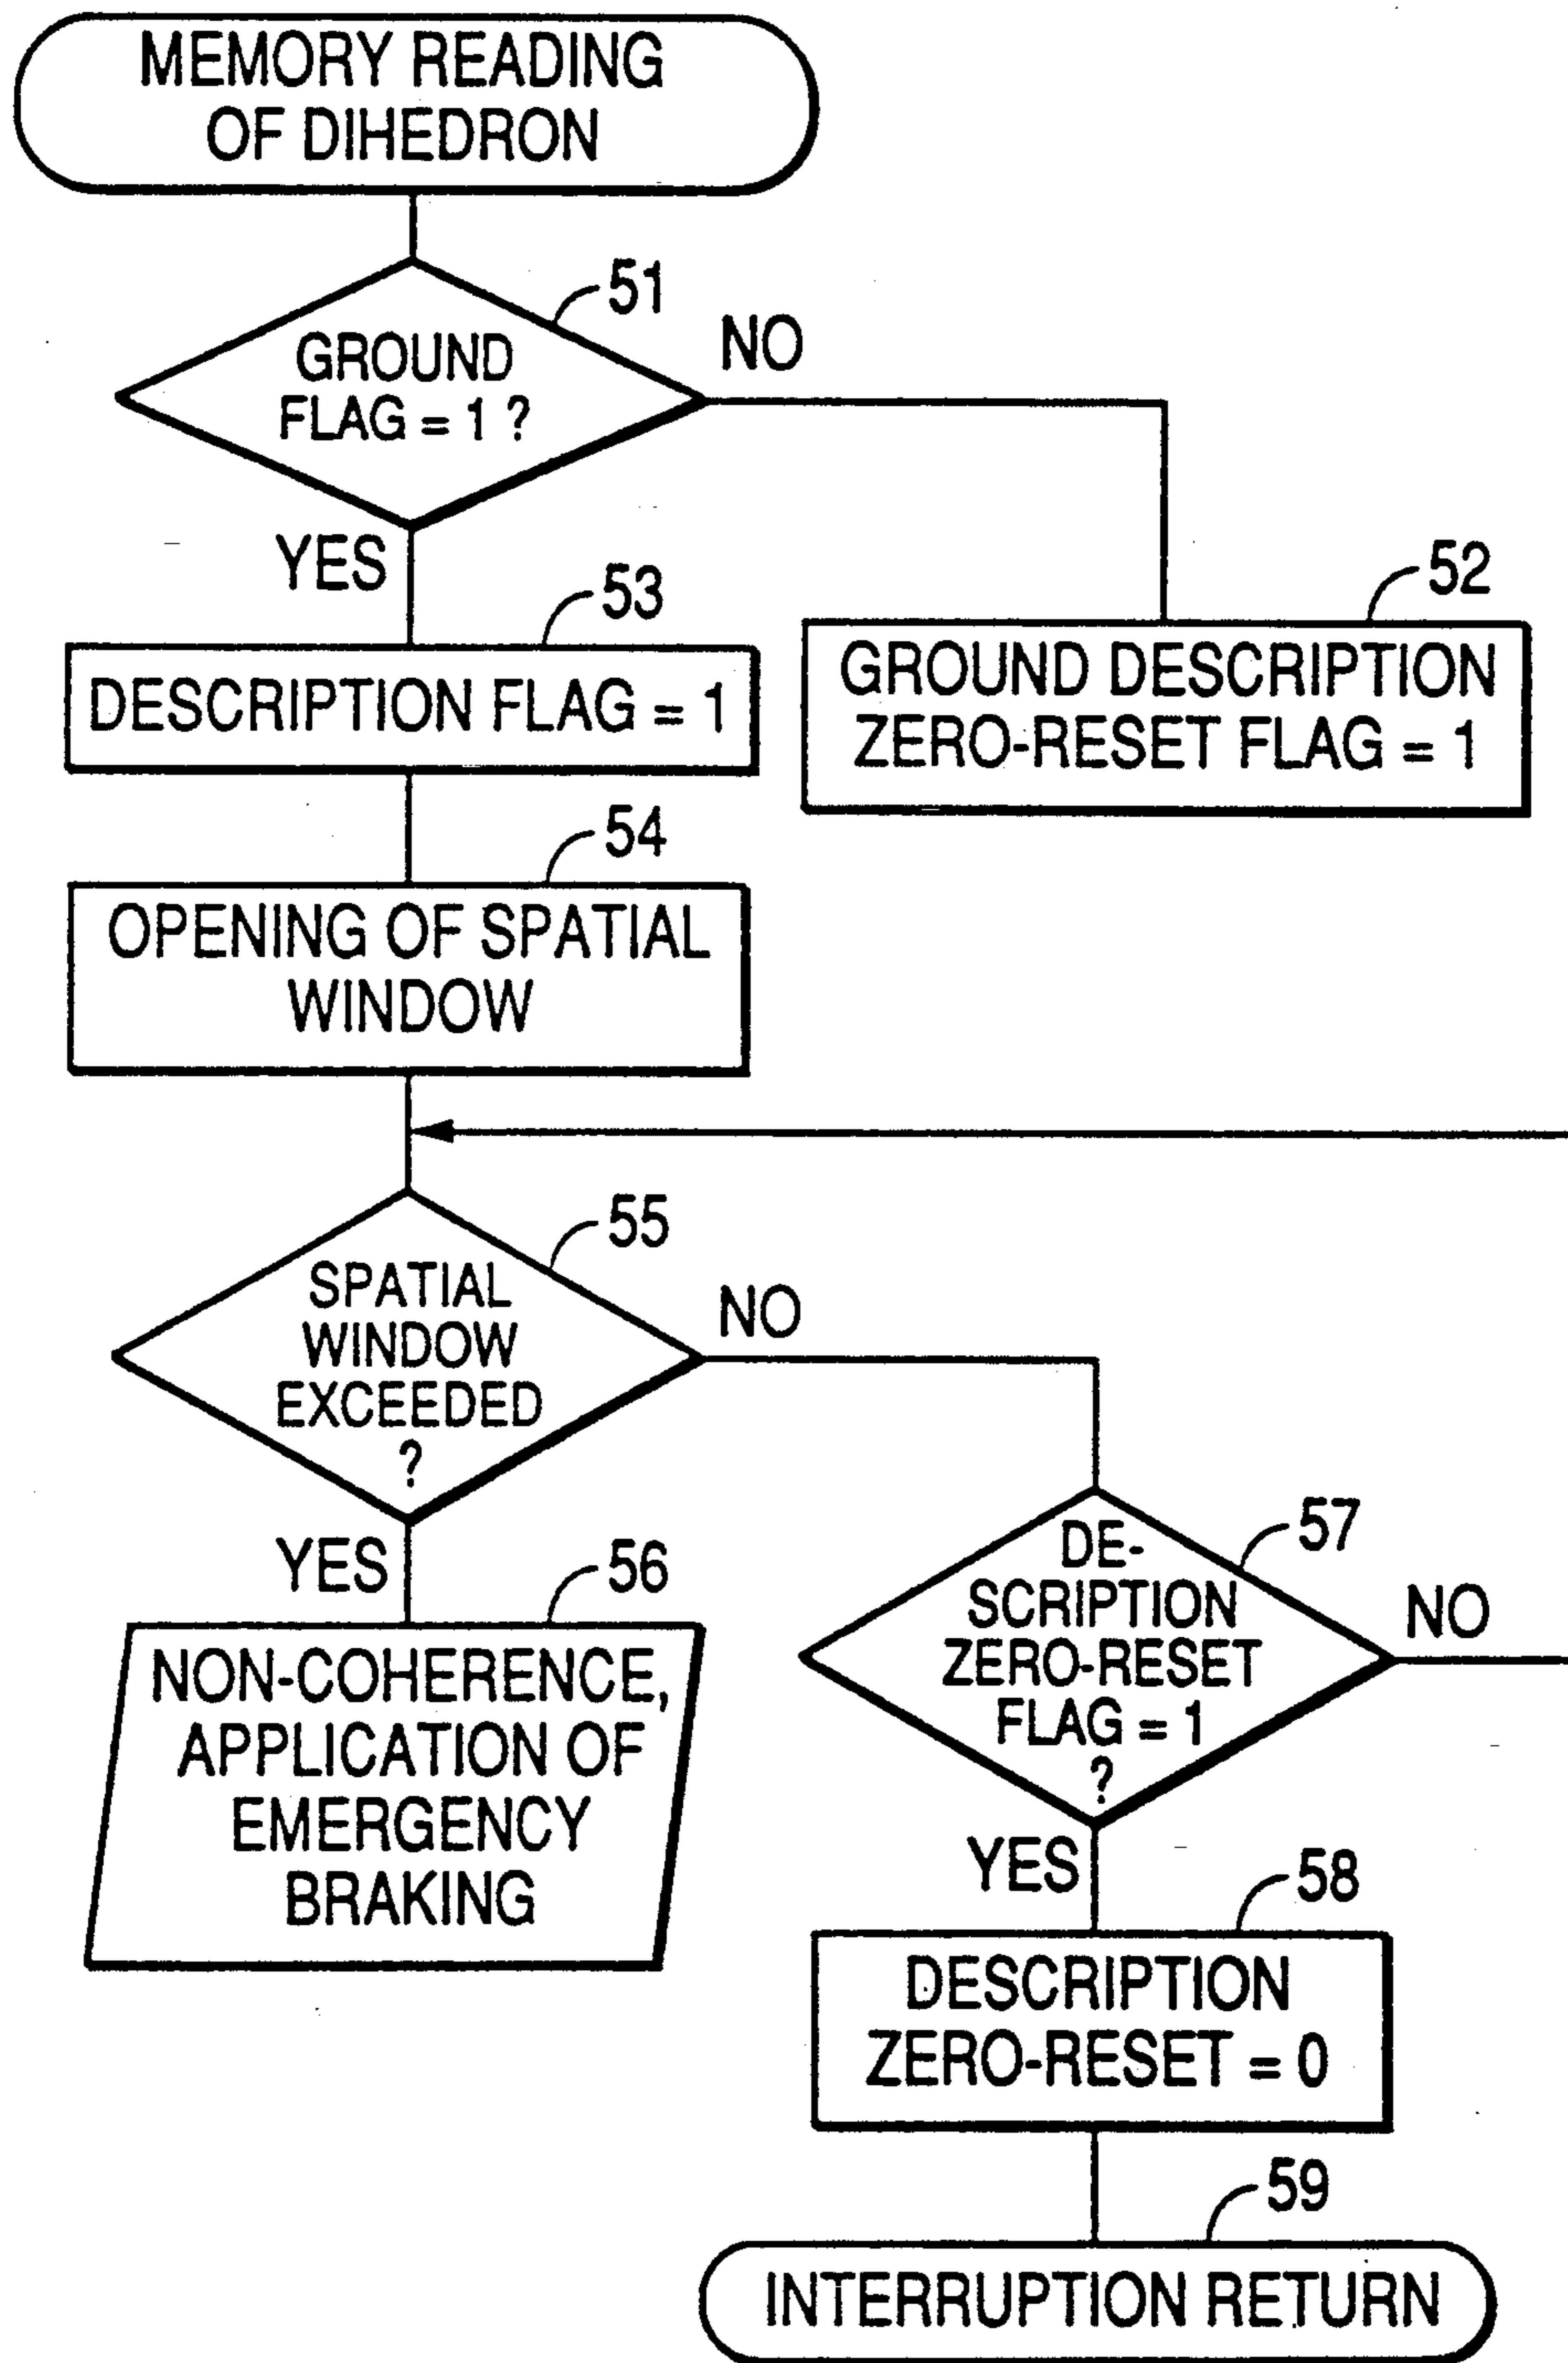 MEMORY READING
OF DIHEDRON
51
GROUND
FLAG = 1 ?
NO
YES
53
DESCRIPTION FLAG = 1
52
GROUND DESCRIPTION
ZERO-RESET FLAG = 1
54
OPENING OF SPATIAL
WINDOW
55
SPATIAL
WINDOW
EXCEEDED
?
NO
YES
56
NON-COHERENCE,
APPLICATION OF
EMERGENCY
BRAKING
57
DE-
SCRIPTION
ZERO-RESET
FLAG = 1
?
NO
YES
58
DESCRIPTION
ZERO-RESET = 0
59
INTERRUPTION RETURN